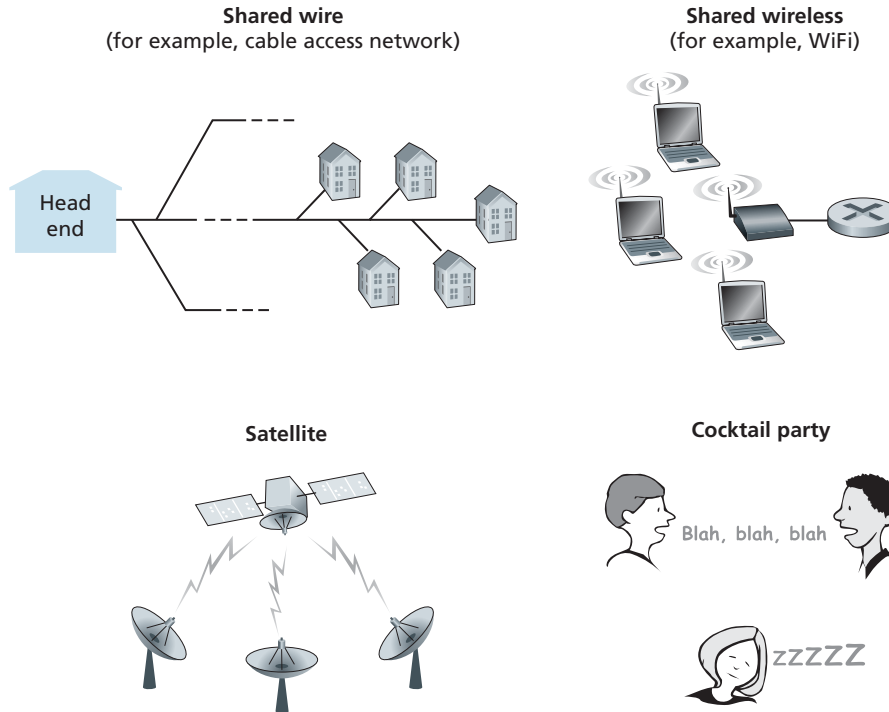 Shared wire
(for example, cable access network)
Shared wireless
(for example, WiFi)
Head
end
Satellite
Cocktail party
Blah, blah, blah
zzzzz